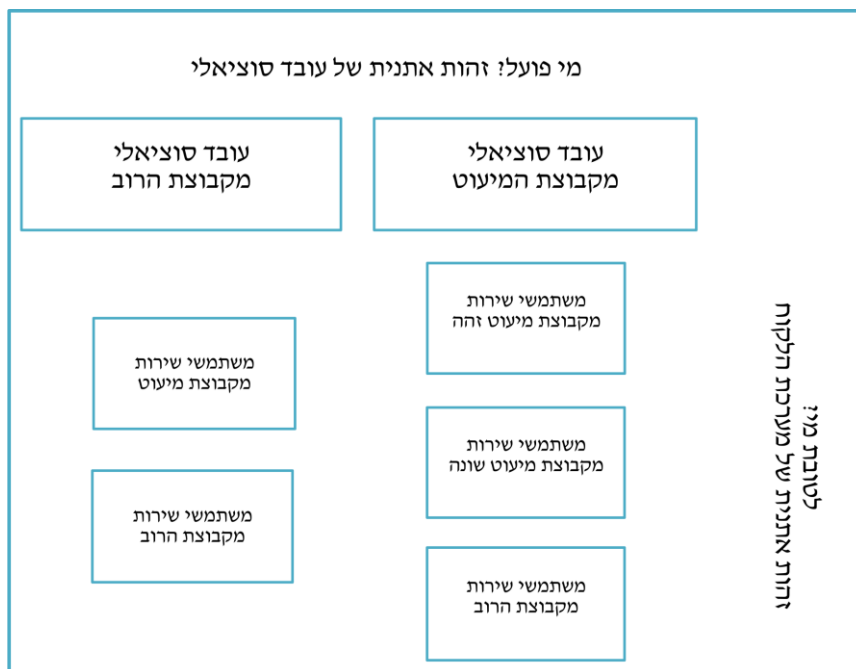 מי פועל? זהות אתנית של עובד סוציאלי
עובד סוציאלי
מקבוצת המיעוט
עובד סוציאלי
מקבוצת הרוב
משתמשי שירות
מקבוצת מיעוט זהה
משתמשי שירות
מקבוצת מיעוט שונה
משתמשי שירות
מקבוצת הרוב
משתמשי שירות
מקבוצת מיעוט
משתמשי שירות
מקבוצת הרוב
לטובת מי?
זהות אתנית של מערכת הלקוח